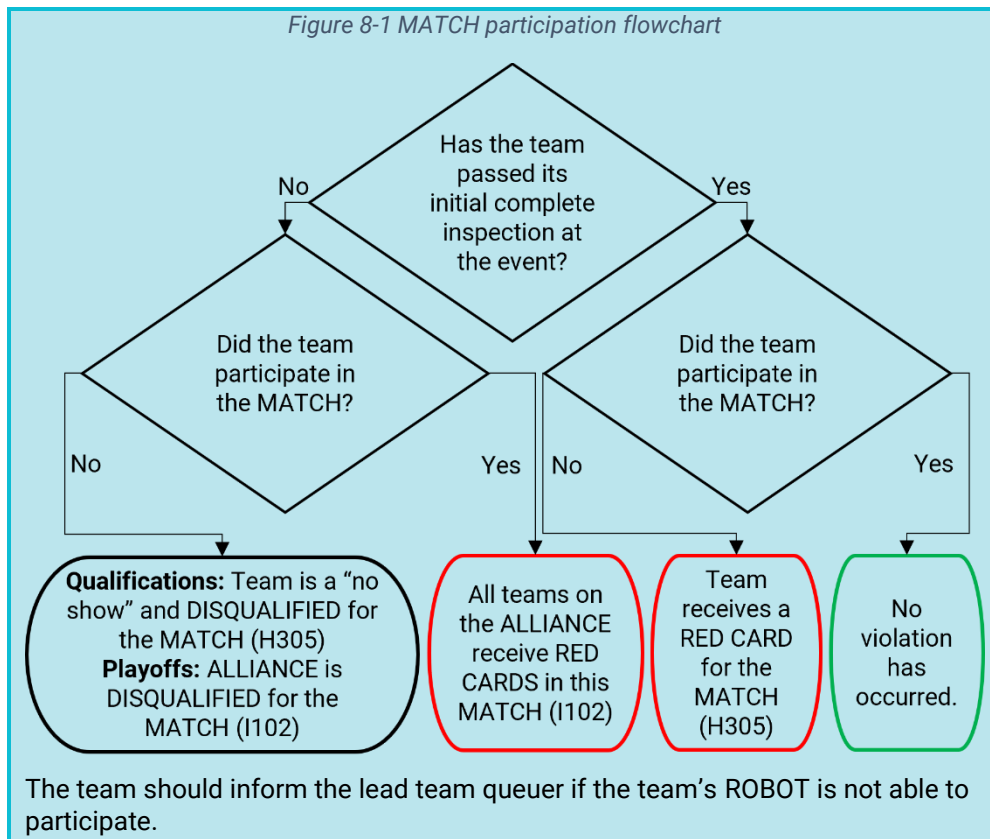 Figure 8-1 MATCH participation flowchart
Has the team
passed its
initial complete
inspection at
the event?
No
Yes
Did the team
participate in
the MATCH?
Did the team
participate in
the MATCH?
No
Yes
No
Yes
Qualifications: Team is a “no
show” and DISQUALIFIED for
the MATCH (H305)
Playoffs: ALLIANCE is
DISQUALIFIED for the
MATCH (I102)
All teams on
the ALLIANCE
receive RED
CARDS in this
MATCH (I102)
Team
receives a
RED CARD
for the
MATCH
(H305)
No
violation
has
occurred.
The team should inform the lead team queuer if the team’s ROBOT is not able to
participate.